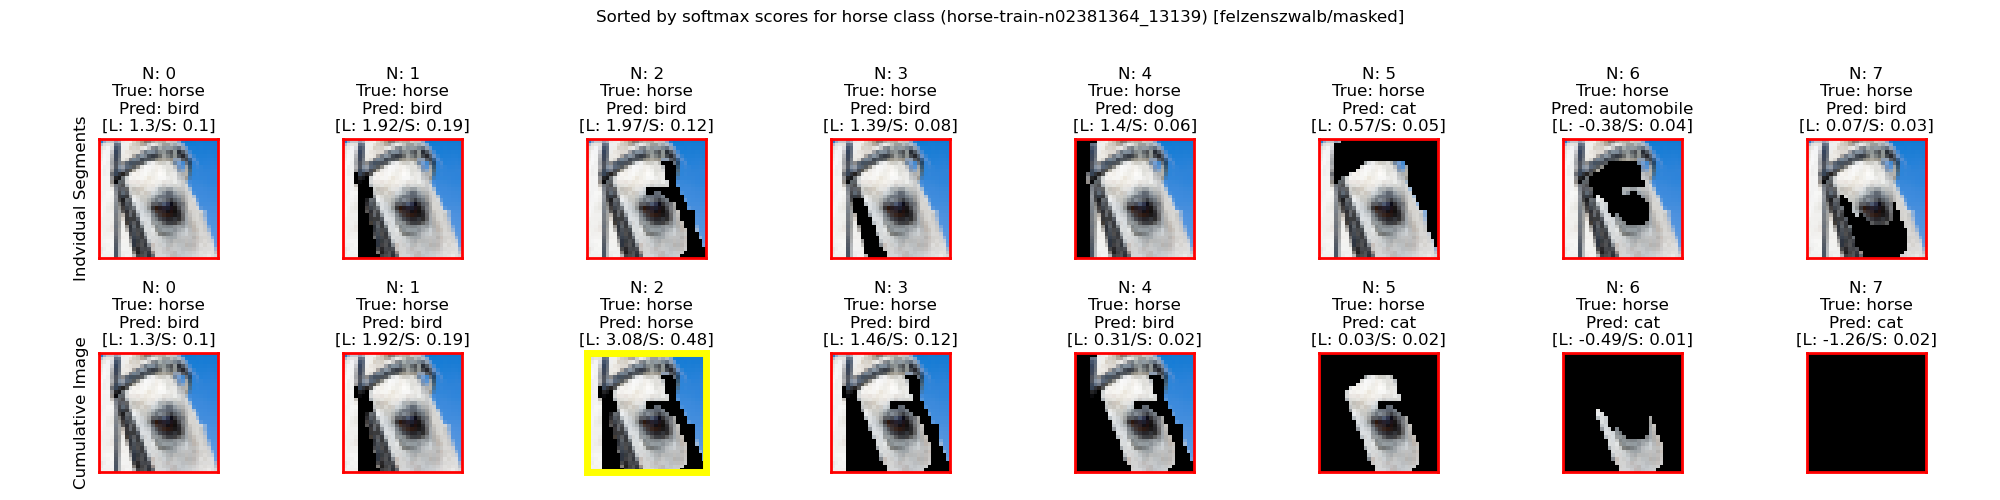 Sorted by softmax scores for horse class (horse-train-n02381364_13139) [felzenszwalb/masked]
Individual Segments
N: 0
True: horse
Pred: bird
[L: 1.3/S: 0.1]
N: 1
True: horse
Pred: bird
[L: 1.92/S: 0.19]
N: 2
True: horse
Pred: bird
[L: 1.97/S: 0.12]
N: 3
True: horse
Pred: bird
[L: 1.39/S: 0.08]
N: 4
True: horse
Pred: dog
[L: 1.4/S: 0.06]
N: 5
True: horse
Pred: cat
[L: 0.57/S: 0.05]
N: 6
True: horse
Pred: automobile
[L: -0.38/S: 0.04]
N: 7
True: horse
Pred: bird
[L: 0.07/S: 0.03]
Cumulative Image
N: 0
True: horse
Pred: bird
[L: 1.3/S: 0.1]
N: 1
True: horse
Pred: bird
[L: 1.92/S: 0.19]
N: 2
True: horse
Pred: horse
[L: 3.08/S: 0.48]
N: 3
True: horse
Pred: bird
[L: 1.46/S: 0.12]
N: 4
True: horse
Pred: bird
[L: 0.31/S: 0.02]
N: 5
True: horse
Pred: cat
[L: 0.03/S: 0.02]
N: 6
True: horse
Pred: cat
[L: -0.49/S: 0.01]
N: 7
True: horse
Pred: cat
[L: -1.26/S: 0.02]